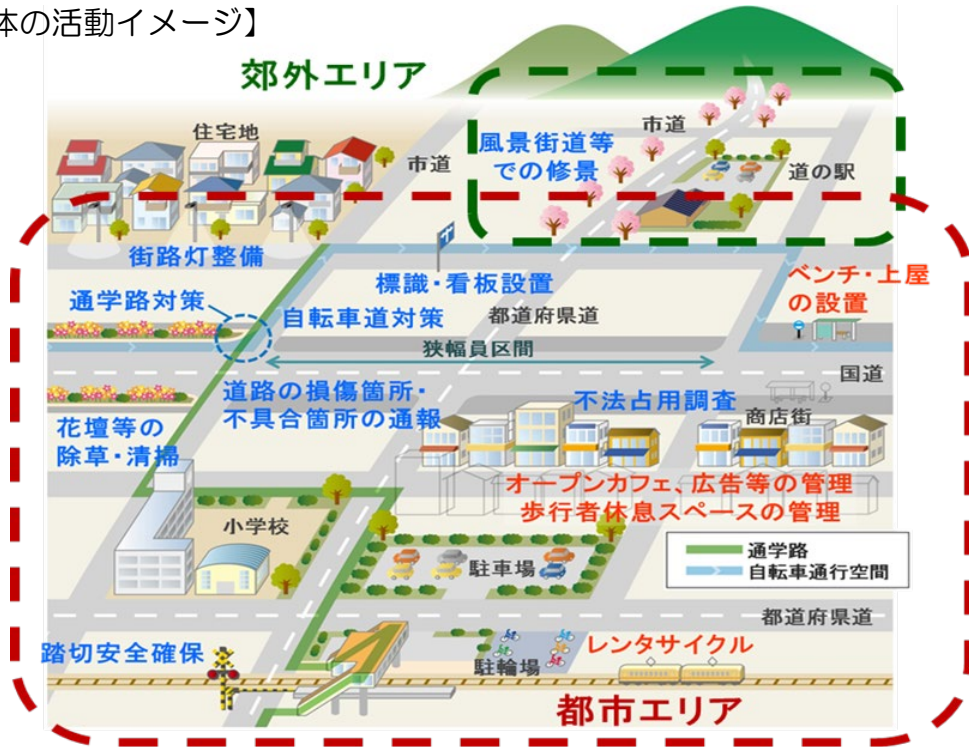 体の活動イメージ】
郊外エリア
住宅地
市道
市道
風景街道等
での修景
道の駅
街路灯整備
標識・看板設置
ベンチ・上屋
の設置
通学路対策
自転車道対策
都道府県道
狭幅員区間
国道
道路の損傷箇所・
不具合箇所の通報
不法占用調査
商店街
花壇等の
除草・清掃
オープンカフェ、広告等の管理
歩行者休息スペースの管理
小学校
駐車場
通学路
自転車通行空間
都道府県道
踏切安全確保
駐輪場
レンタサイクル
都市エリア